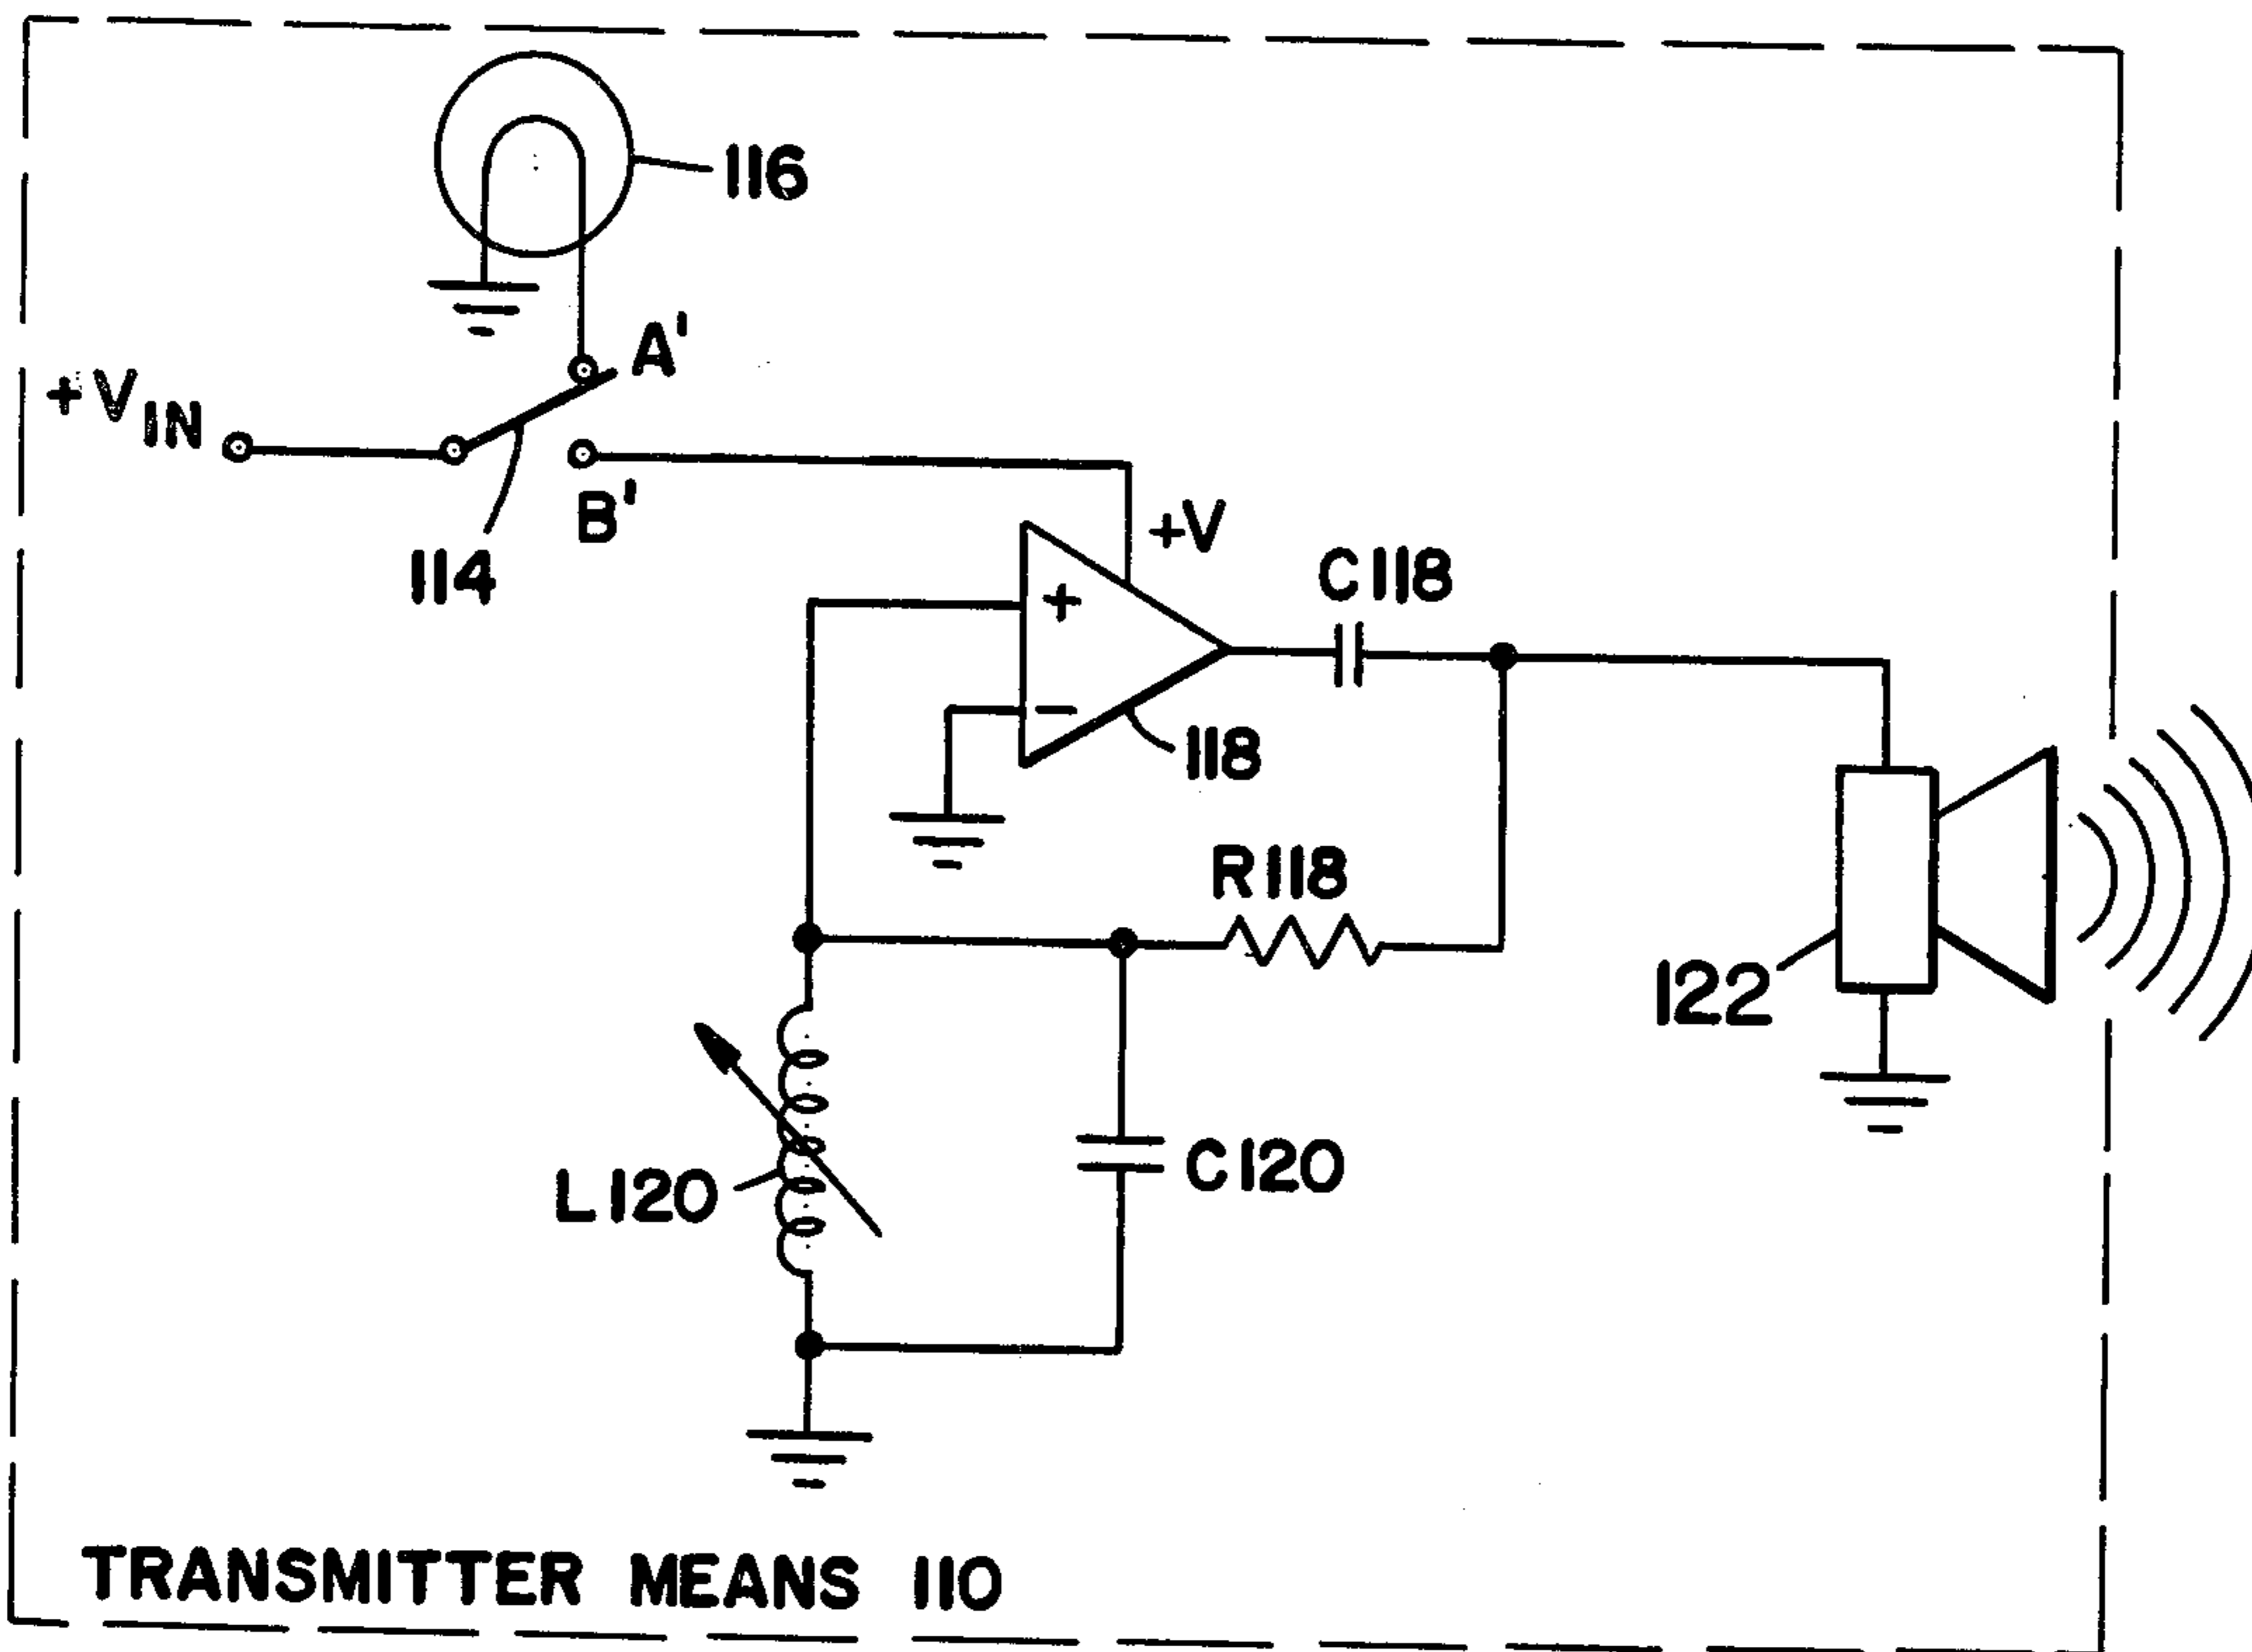 116
A'
+VIN
B'
114
+V
C118
+
−
118
R118
122
L120
C120
TRANSMITTER MEANS 110